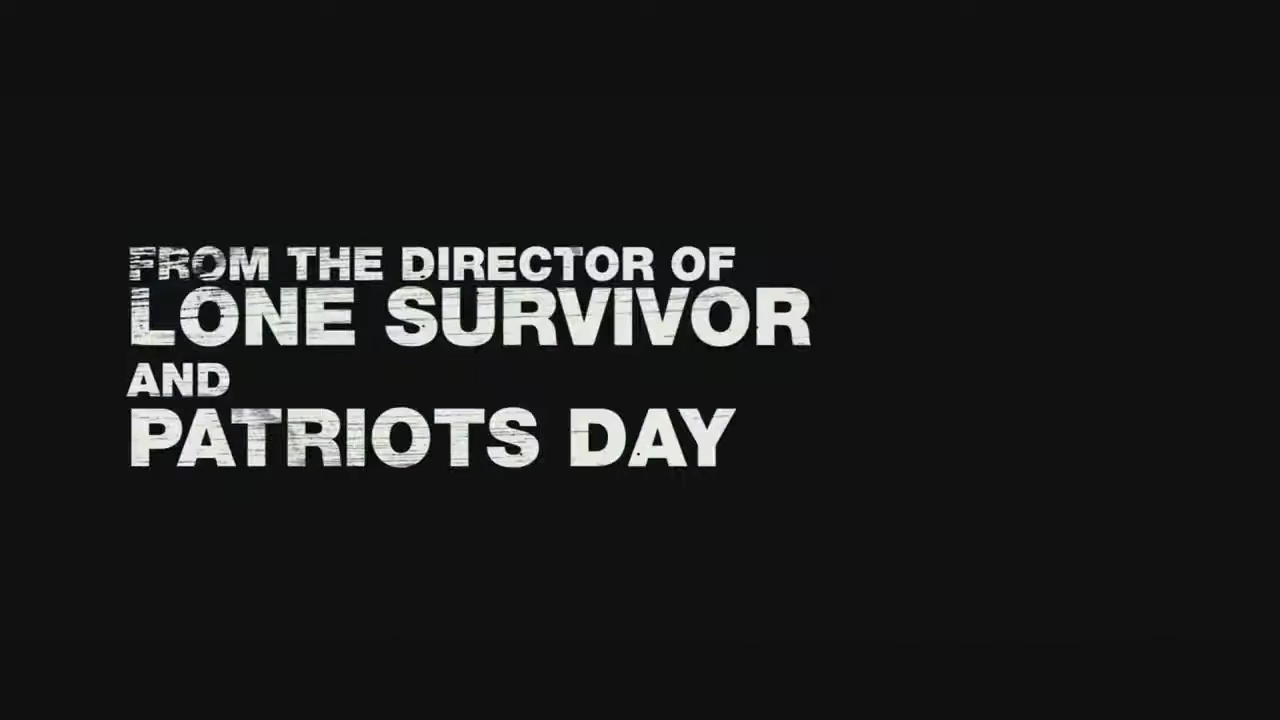 FROM THE DIRECTOR OF
LONE SURVIVOR
AND
PATRIOTS DAY